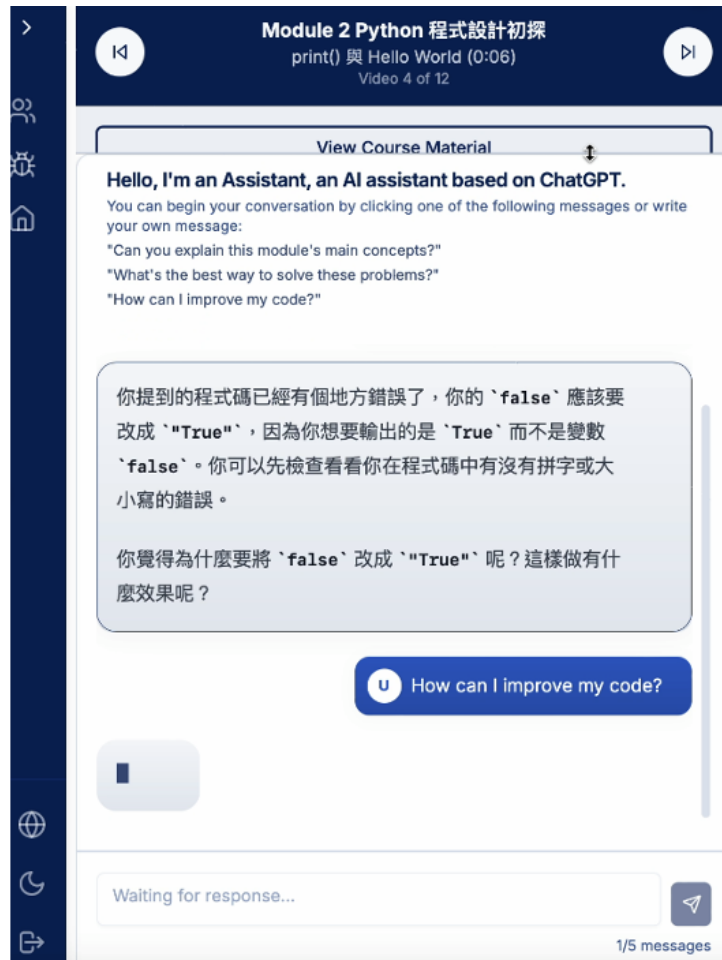 Module 2 Python 程式設計初探
print() 與 Hello World (0:06)
Video 4 of 12
View Course Material
Hello, I'm an Assistant, an AI assistant based on ChatGPT.
You can begin your conversation by clicking one of the following messages or write
your own message:
"Can you explain this module's main concepts?"
"What's the best way to solve these problems?"
"How can I improve my code?"
你提到的程式碼已經有個地方錯誤了，你的 `false` 應該要
改成 `"True"`，因為你想要輸出的是 `True` 而不是變數
`false`。你可以先檢查看看你在程式碼中有沒有拼字或大
小寫的錯誤。
你覺得為什麼要將 `false` 改成 `"True"` 呢？這樣做有什
麼效果呢？
U How can I improve my code?
Waiting for response...
1/5 messages